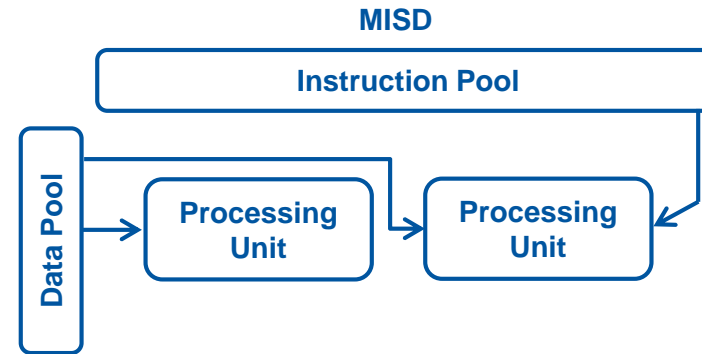 MISD
Instruction Pool
Data Pool
Processing
Unit
Processing
Unit